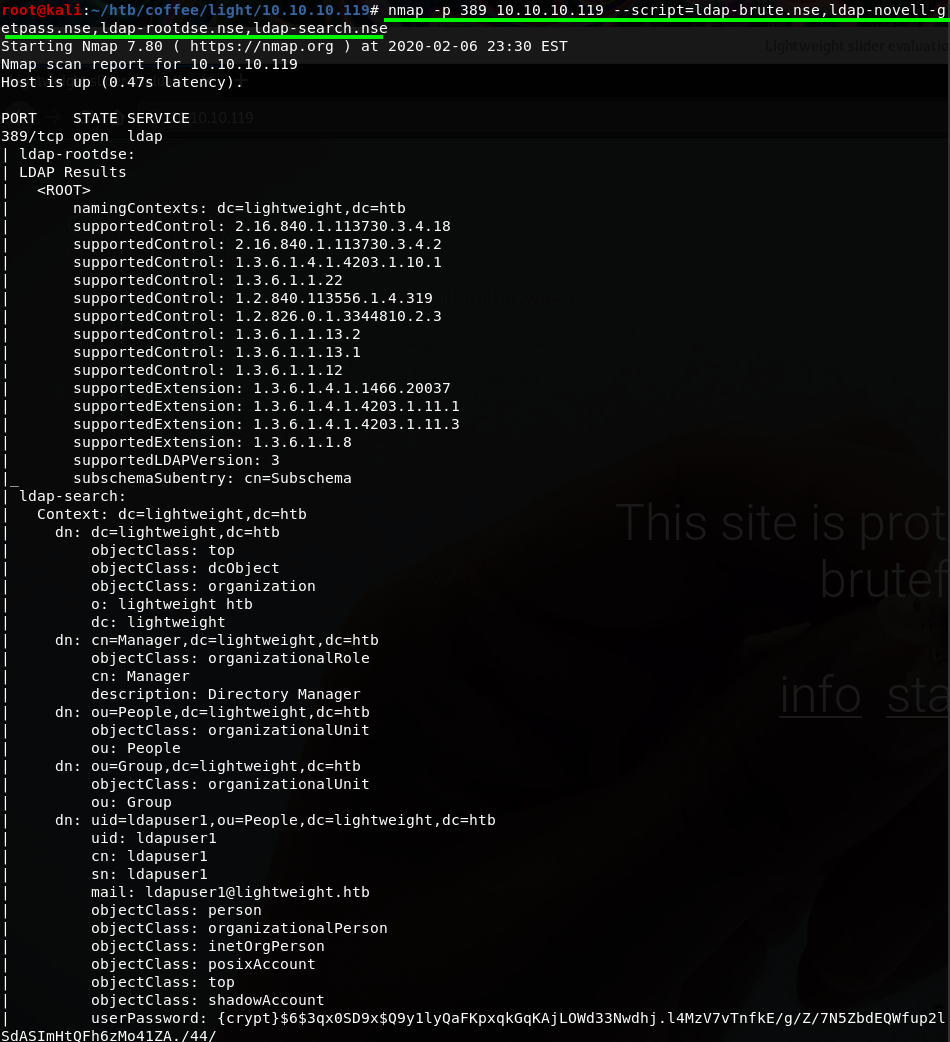 root@kali:~/htb/coffee/light/10.10.10.119# nmap -p 389 10.10.10.119 --script=ldap-brute.nse,ldap-novell-g
etpass.nse,ldap-rootdse.nse,ldap-search.nse
Starting Nmap 7.80 ( https://nmap.org ) at 2020-02-06 23:30 EST
Lightweight slider evaluatio
Nmap scan report for 10.10.10.119
Host is up (0.47s latency).
PORT    STATE SERVICE
10.10.119
389/tcp open  ldap
| ldap-rootdse:
| LDAP Results
|   <ROOT>
|       namingContexts: dc=lightweight,dc=htb
|       supportedControl: 2.16.840.1.113730.3.4.18
|       supportedControl: 2.16.840.1.113730.3.4.2
|       supportedControl: 1.3.6.1.4.1.4203.1.10.1
|       supportedControl: 1.3.6.1.1.22
|       supportedControl: 1.2.840.113556.1.4.319
|       supportedControl: 1.2.826.0.1.3344810.2.3
|       supportedControl: 1.3.6.1.1.13.2
|       supportedControl: 1.3.6.1.1.13.1
|       supportedControl: 1.3.6.1.1.12
|       supportedExtension: 1.3.6.1.4.1.1466.20037
|       supportedExtension: 1.3.6.1.4.1.4203.1.11.1
|       supportedExtension: 1.3.6.1.4.1.4203.1.11.3
|       supportedExtension: 1.3.6.1.1.8
|       supportedLDAPVersion: 3
|_      subschemaSubentry: cn=Subschema
| ldap-search:
|   Context: dc=lightweight,dc=htb
|     dn: dc=lightweight,dc=htb
|         objectClass: top
|         objectClass: dcObject
|         objectClass: organization
|         o: lightweight htb
|         dc: lightweight
|     dn: cn=Manager,dc=lightweight,dc=htb
|         objectClass: organizationalRole
|         cn: Manager
|         description: Directory Manager
|     dn: ou=People,dc=lightweight,dc=htb
|         objectClass: organizationalUnit
|         ou: People
|     dn: ou=Group,dc=lightweight,dc=htb
|         objectClass: organizationalUnit
|         ou: Group
|     dn: uid=ldapuser1,ou=People,dc=lightweight,dc=htb
|         uid: ldapuser1
|         cn: ldapuser1
|         sn: ldapuser1
|         mail: ldapuser1@lightweight.htb
|         objectClass: person
|         objectClass: organizationalPerson
|         objectClass: inetOrgPerson
|         objectClass: posixAccount
|         objectClass: top
|         objectClass: shadowAccount
|         userPassword: {crypt}$6$3qx0SD9x$Q9y1lyQaFKpxqkGqKAjLOWd33Nwdhj.l4MzV7vTnfkE/g/Z/7N5ZbdEQWfup2l
SdASImHtQFh6zMo41ZA./44/
This site is prot
brutef
info sta